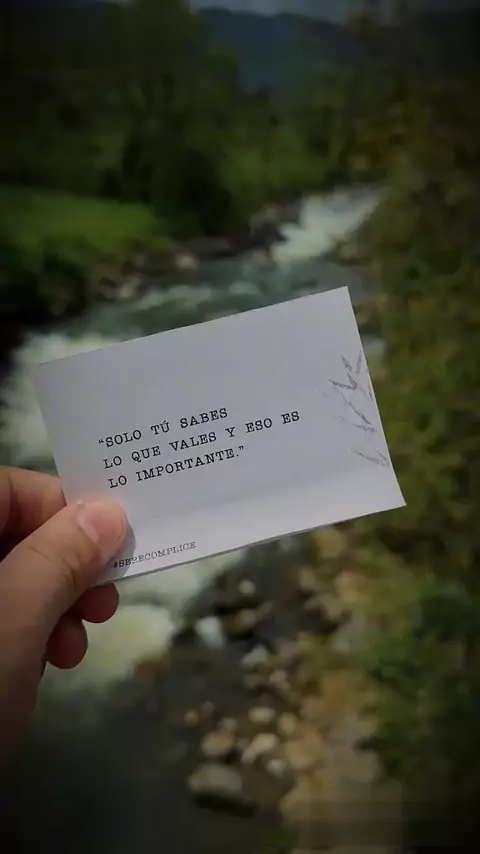 “SOLO TÚ SABES
LO QUE VALES Y ESO ES
LO IMPORTANTE.”
#SERECOMPLICE